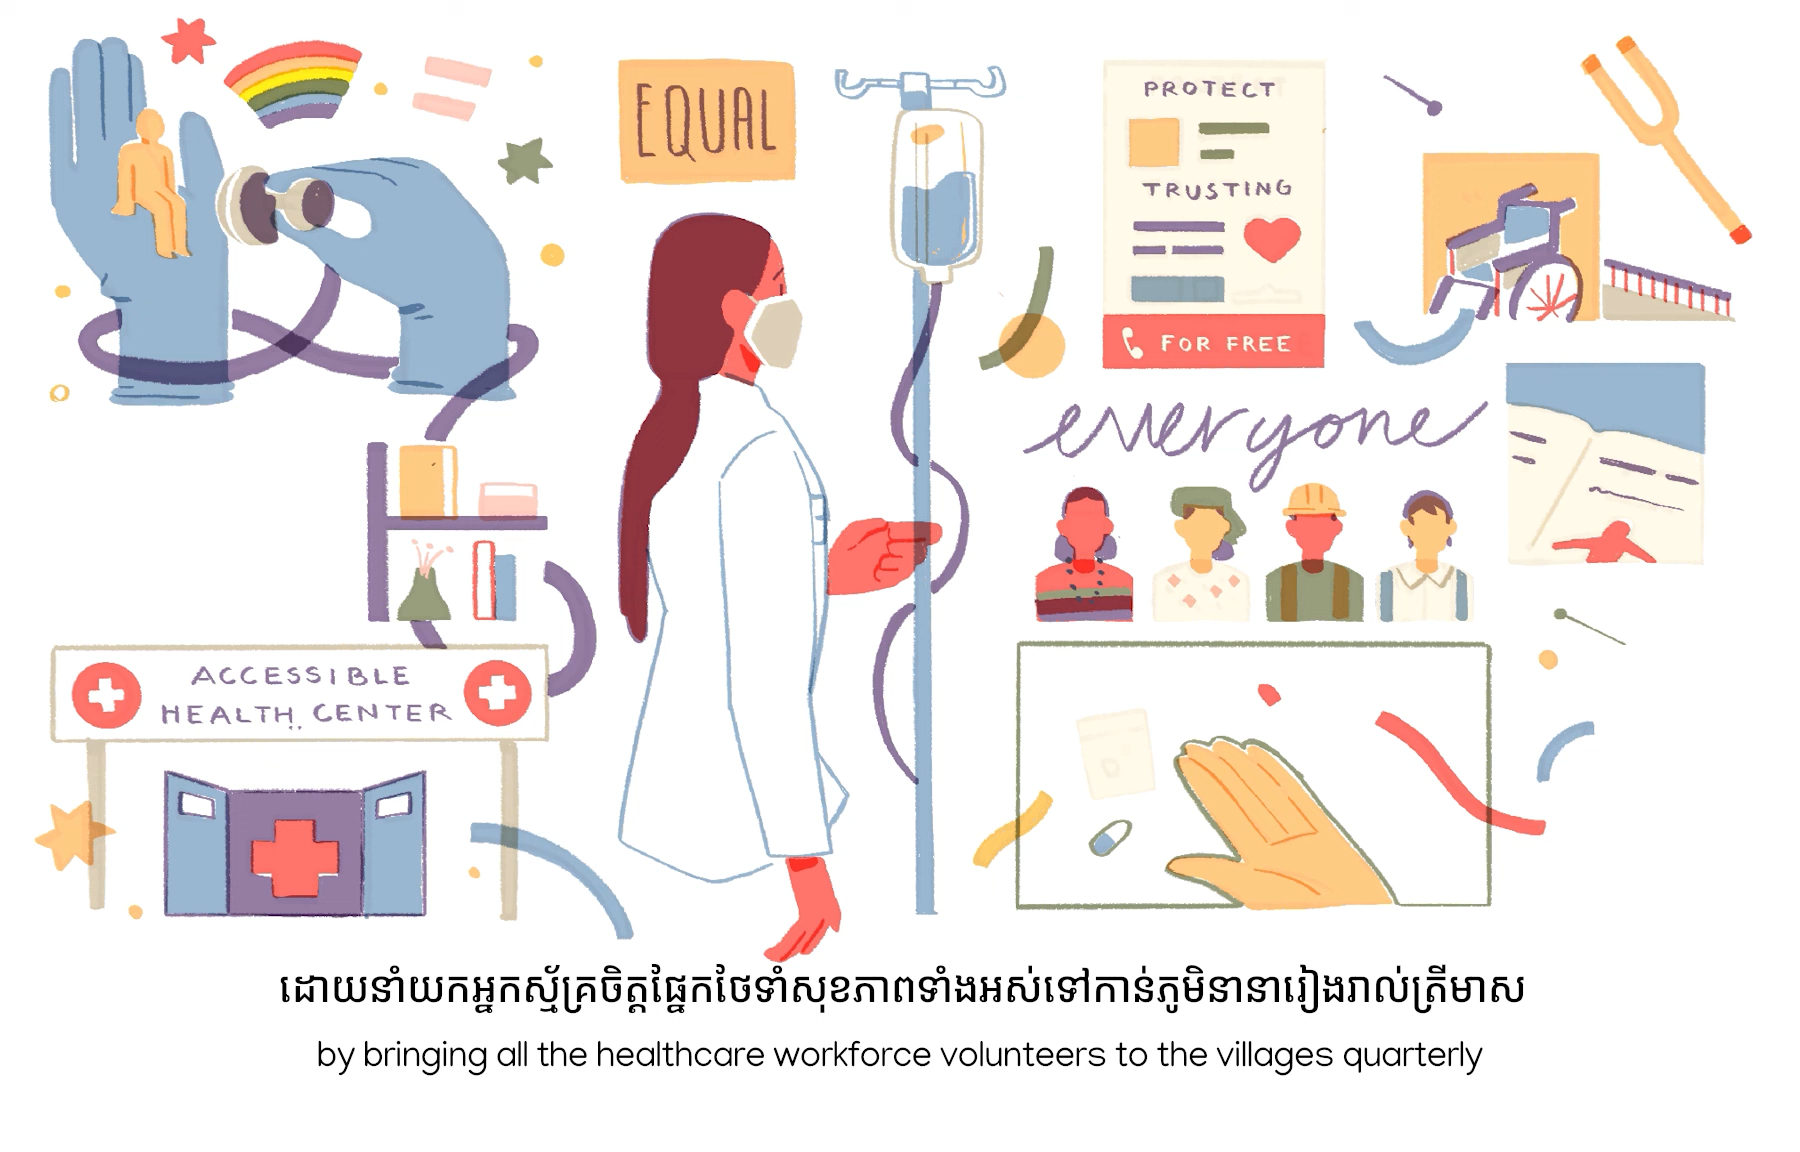 EQUAL
PROTECT
TRUSTING
FOR FREE
everyone
ACCESSIBLE
HEALTH CENTER
ដោយនាំយកអ្នកស្ម័គ្រចិត្តផ្នែកថែទាំសុខភាពទាំងអស់ទៅកាន់ភូមិនានារៀងរាល់ត្រីមាស
by bringing all the healthcare workforce volunteers to the villages quarterly